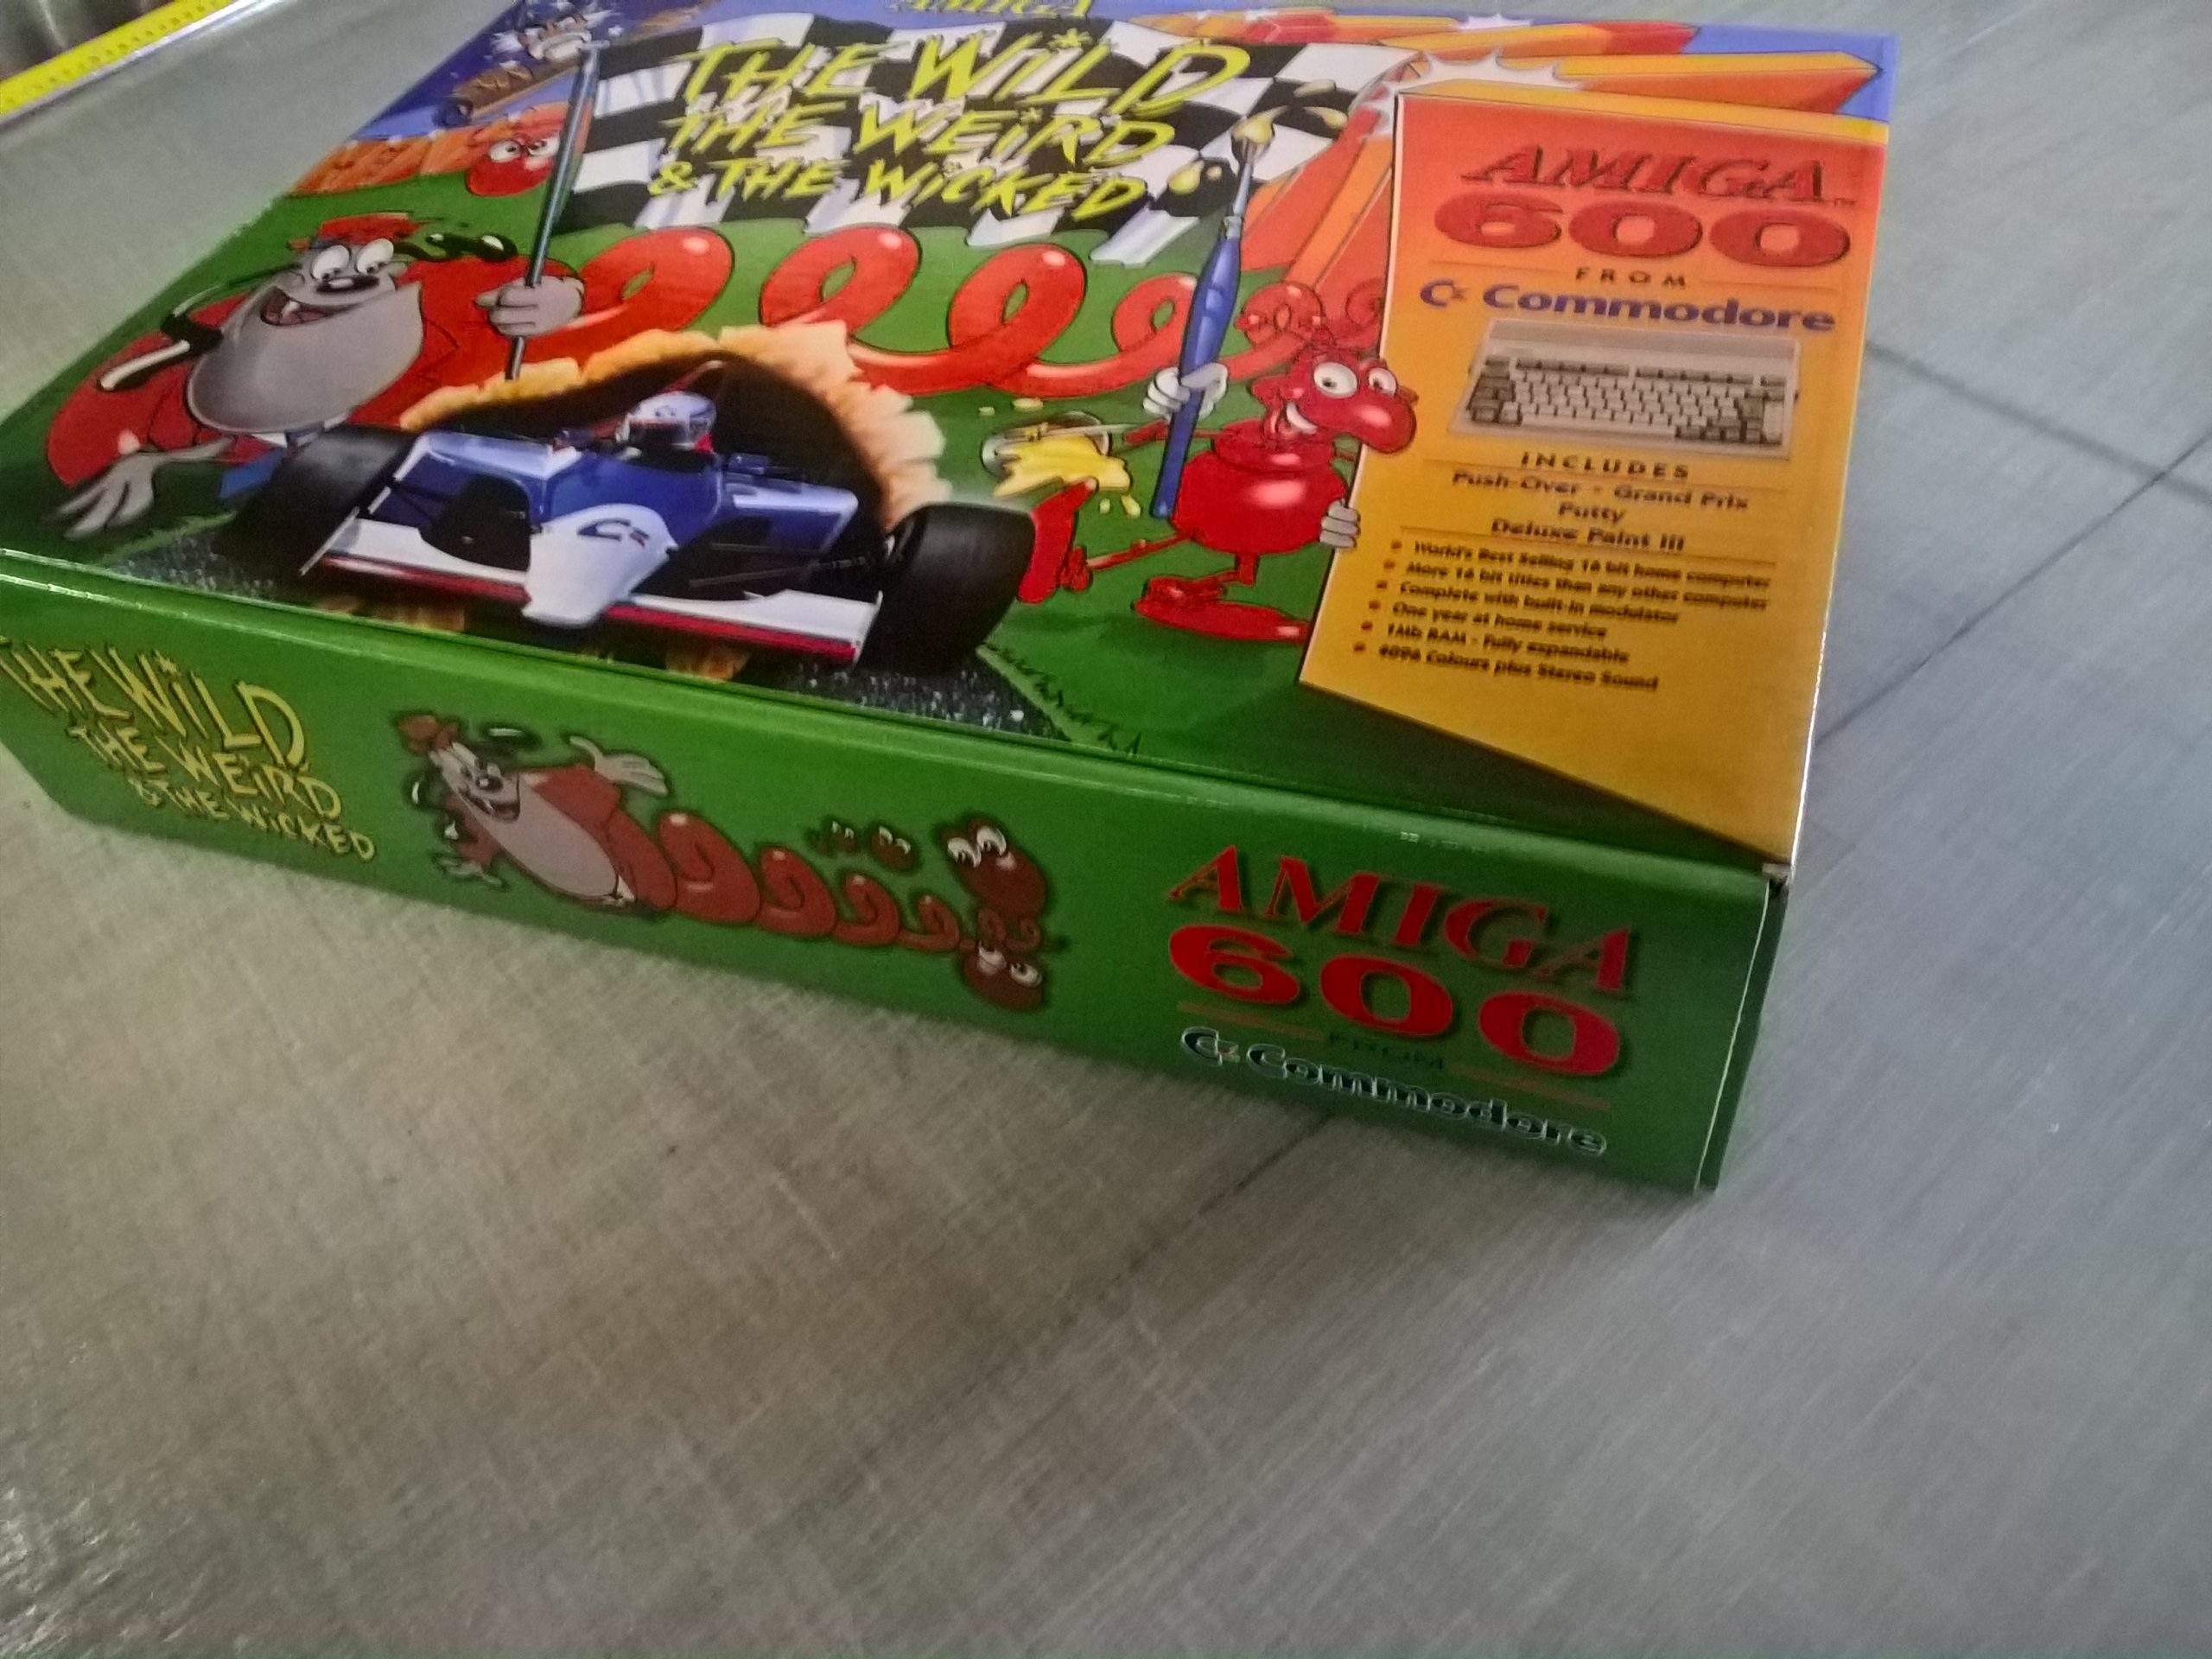 AMIGA
THE WILD
THE WEIRD
& THE WICKED
AMIGA™
600
FROM
C= Commodore
INCLUDES
Push-Over - Grand Prix
Putty
Deluxe Paint III
World's Best Selling 16 bit home computer
More 16 bit titles than any other computer
Complete with built-in modulator
One year at home service
1Mb RAM - Fully expandable
4096 Colours plus Stereo Sound
THE WILD
THE WEIRD
& THE WICKED
AMIGA
600
FROM
C= Commodore